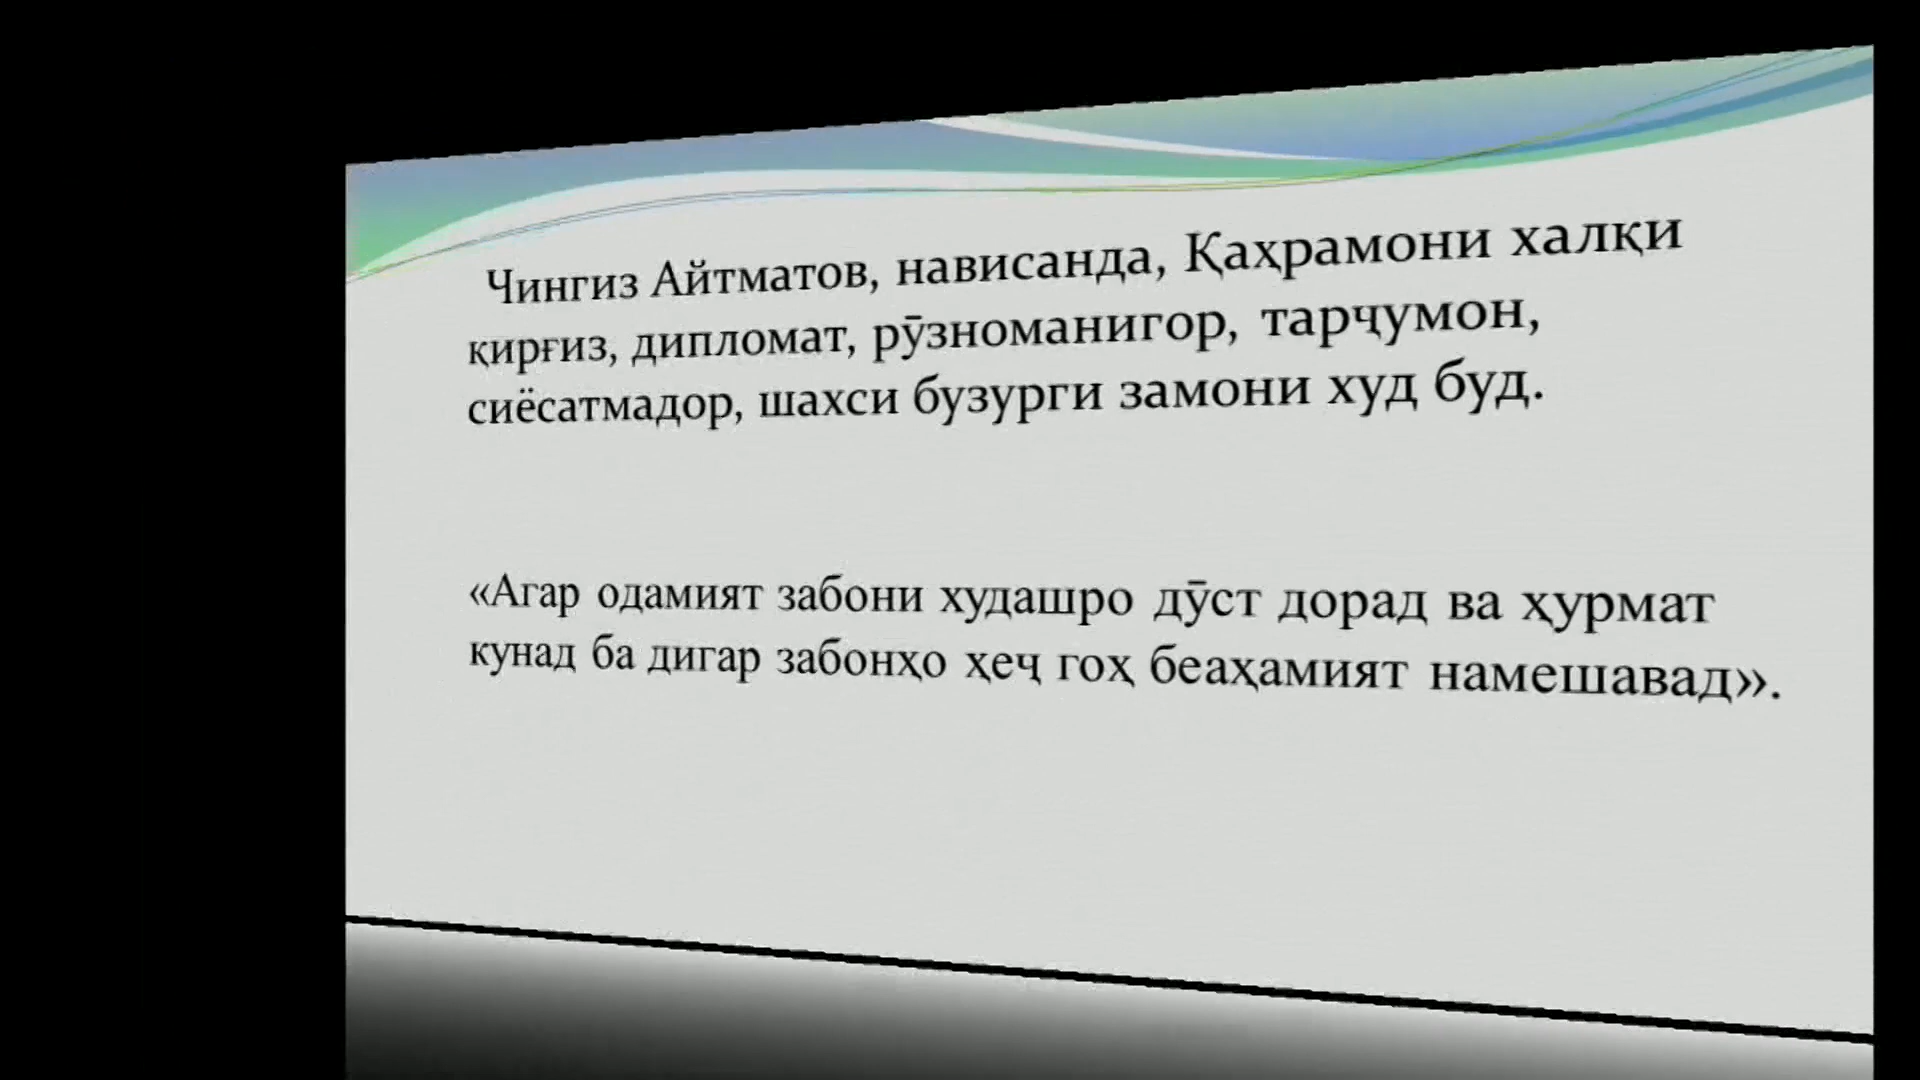 Чингиз Айтматов, нависанда, Қаҳрамони халқи
қирғиз, дипломат, рӯзноманигор, тарҷумон,
сиёсатмадор, шахси бузурги замони худ буд.
«Агар одамият забони худашро дӯст дорад ва ҳурмат
кунад ба дигар забонҳо ҳеҷ гоҳ беаҳамият намешавад».